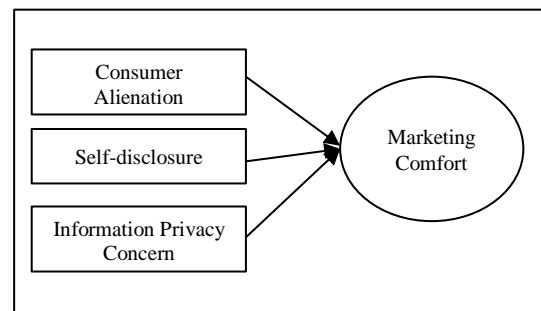 Consumer
Alienation
Self-disclosure
Information Privacy
Concern
Marketing
Comfort